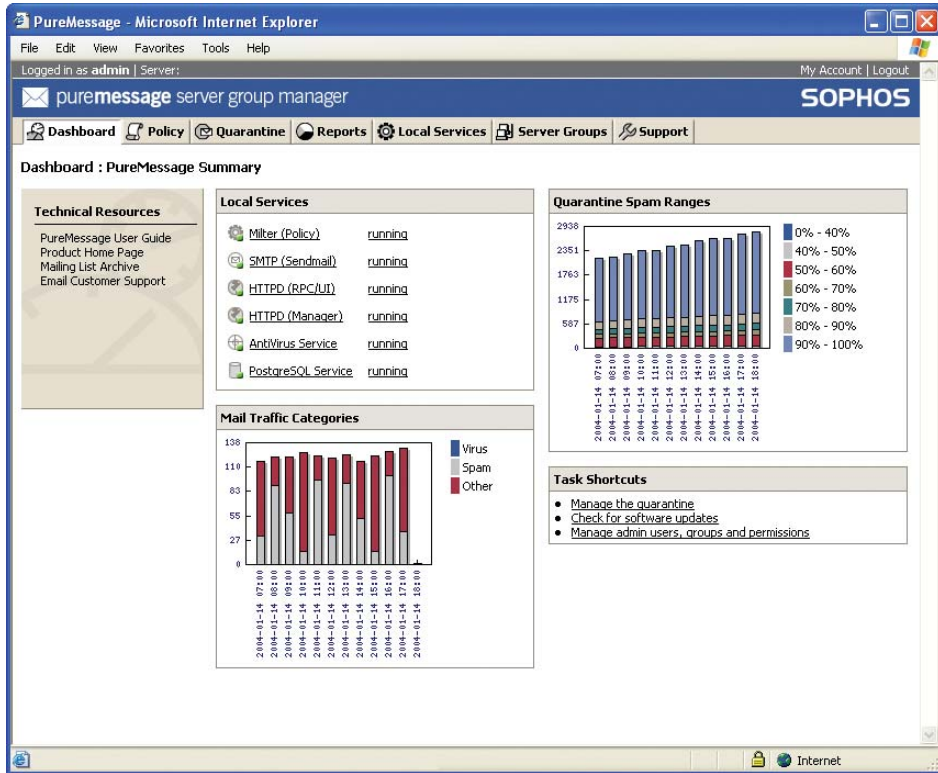 PureMessage - Microsoft Internet Explorer
File Edit View Favorites Tools Help
Logged in as admin | Server:
My Account | Logout
puremessage server group manager
SOPHOS
Dashboard Policy Quarantine Reports Local Services Server Groups Support
Dashboard : PureMessage Summary
Technical Resources
PureMessage User Guide
Product Home Page
Mailing List Archive
Email Customer Support
Local Services
Milter (Policy) running
SMTP (Sendmail) running
HTTPD (RPC/UI) running
HTTPD (Manager) running
AntiVirus Service running
PostgreSQL Service running
Mail Traffic Categories
138
110
83
55
27
0
2004-01-14 07:00
2004-01-14 08:00
2004-01-14 09:00
2004-01-14 10:00
2004-01-14 11:00
2004-01-14 12:00
2004-01-14 13:00
2004-01-14 14:00
2004-01-14 15:00
2004-01-14 16:00
2004-01-14 17:00
2004-01-14 18:00
Virus
Spam
Other
Quarantine Spam Ranges
2938
2351
1763
1175
587
0
2004-01-14 07:00
2004-01-14 08:00
2004-01-14 09:00
2004-01-14 10:00
2004-01-14 11:00
2004-01-14 12:00
2004-01-14 13:00
2004-01-14 14:00
2004-01-14 15:00
2004-01-14 16:00
2004-01-14 17:00
2004-01-14 18:00
0% - 40%
40% - 50%
50% - 60%
60% - 70%
70% - 80%
80% - 90%
90% - 100%
Task Shortcuts
Manage the quarantine
Check for software updates
Manage admin users, groups and permissions
Internet